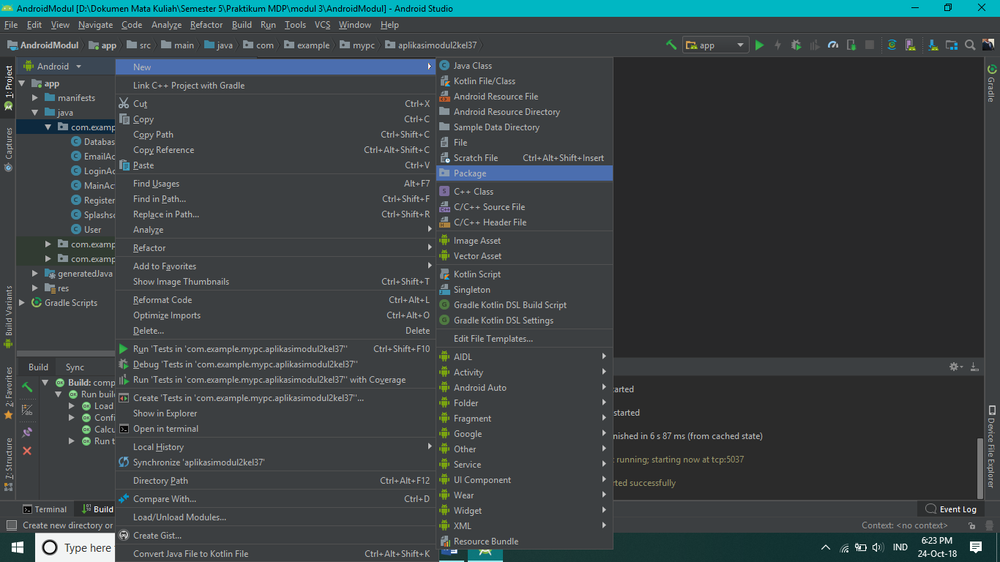 AndroidModul [D:\Dokumen Mata Kuliah\Semester 5\Praktikum MDP\modul 3\AndroidModul] - Android Studio
File Edit View Navigate Code Analyze Refactor Build Run Tools VCS Window Help
AndroidModul app src main java com example mypc aplikasimodul2kel37 app
1: Project
Captures
Build Variants
2: Favorites
7: Structure
Android
app
manifests
java
com.examp
Databas
EmailAc
LoginAc
MainAct
Register
Splashsc
User
com.examp
com.examp
generatedJava
res
Gradle Scripts
New
Link C++ Project with Gradle
Cut Ctrl+X
Copy Ctrl+C
Copy Path Ctrl+Shift+C
Copy Reference Ctrl+Alt+Shift+C
Paste Ctrl+V
Find Usages Alt+F7
Find in Path... Ctrl+Shift+F
Replace in Path... Ctrl+Shift+R
Analyze
Refactor
Add to Favorites
Show Image Thumbnails Ctrl+Shift+T
Reformat Code Ctrl+Alt+L
Optimize Imports Ctrl+Alt+O
Delete... Delete
Run 'Tests in 'com.example.mypc.aplikasimodul2kel37'' Ctrl+Shift+F10
Debug 'Tests in 'com.example.mypc.aplikasimodul2kel37''
Run 'Tests in 'com.example.mypc.aplikasimodul2kel37'' with Coverage
Create 'Tests in 'com.example.mypc.aplikasimodul2kel37''...
Show in Explorer
Open in terminal
Local History
Synchronize 'aplikasimodul2kel37'
Directory Path Ctrl+Alt+F12
Compare With... Ctrl+D
Load/Unload Modules...
Create Gist...
Convert Java File to Kotlin File Ctrl+Alt+Shift+K
Java Class
Kotlin File/Class
Android Resource File
Android Resource Directory
Sample Data Directory
File
Scratch File Ctrl+Alt+Shift+Insert
Package
C++ Class
C/C++ Source File
C/C++ Header File
Image Asset
Vector Asset
Kotlin Script
Singleton
Gradle Kotlin DSL Build Script
Gradle Kotlin DSL Settings
Edit File Templates...
AIDL
Activity
Android Auto
Folder
Fragment
Google
Other
Service
UI Component
Wear
Widget
XML
Resource Bundle
Gradle
Device File Explorer
Build Sync
Build: comp
Run buil
Load
Confi
Calcu
Run t
tarted
started
nished in 6 s 87 ms (from cached state)
running; starting now at tcp:5037
rted successfully
Terminal Build Event Log
Create new directory or Context: <no context>
Type here
IND
6:23 PM
24-Oct-18